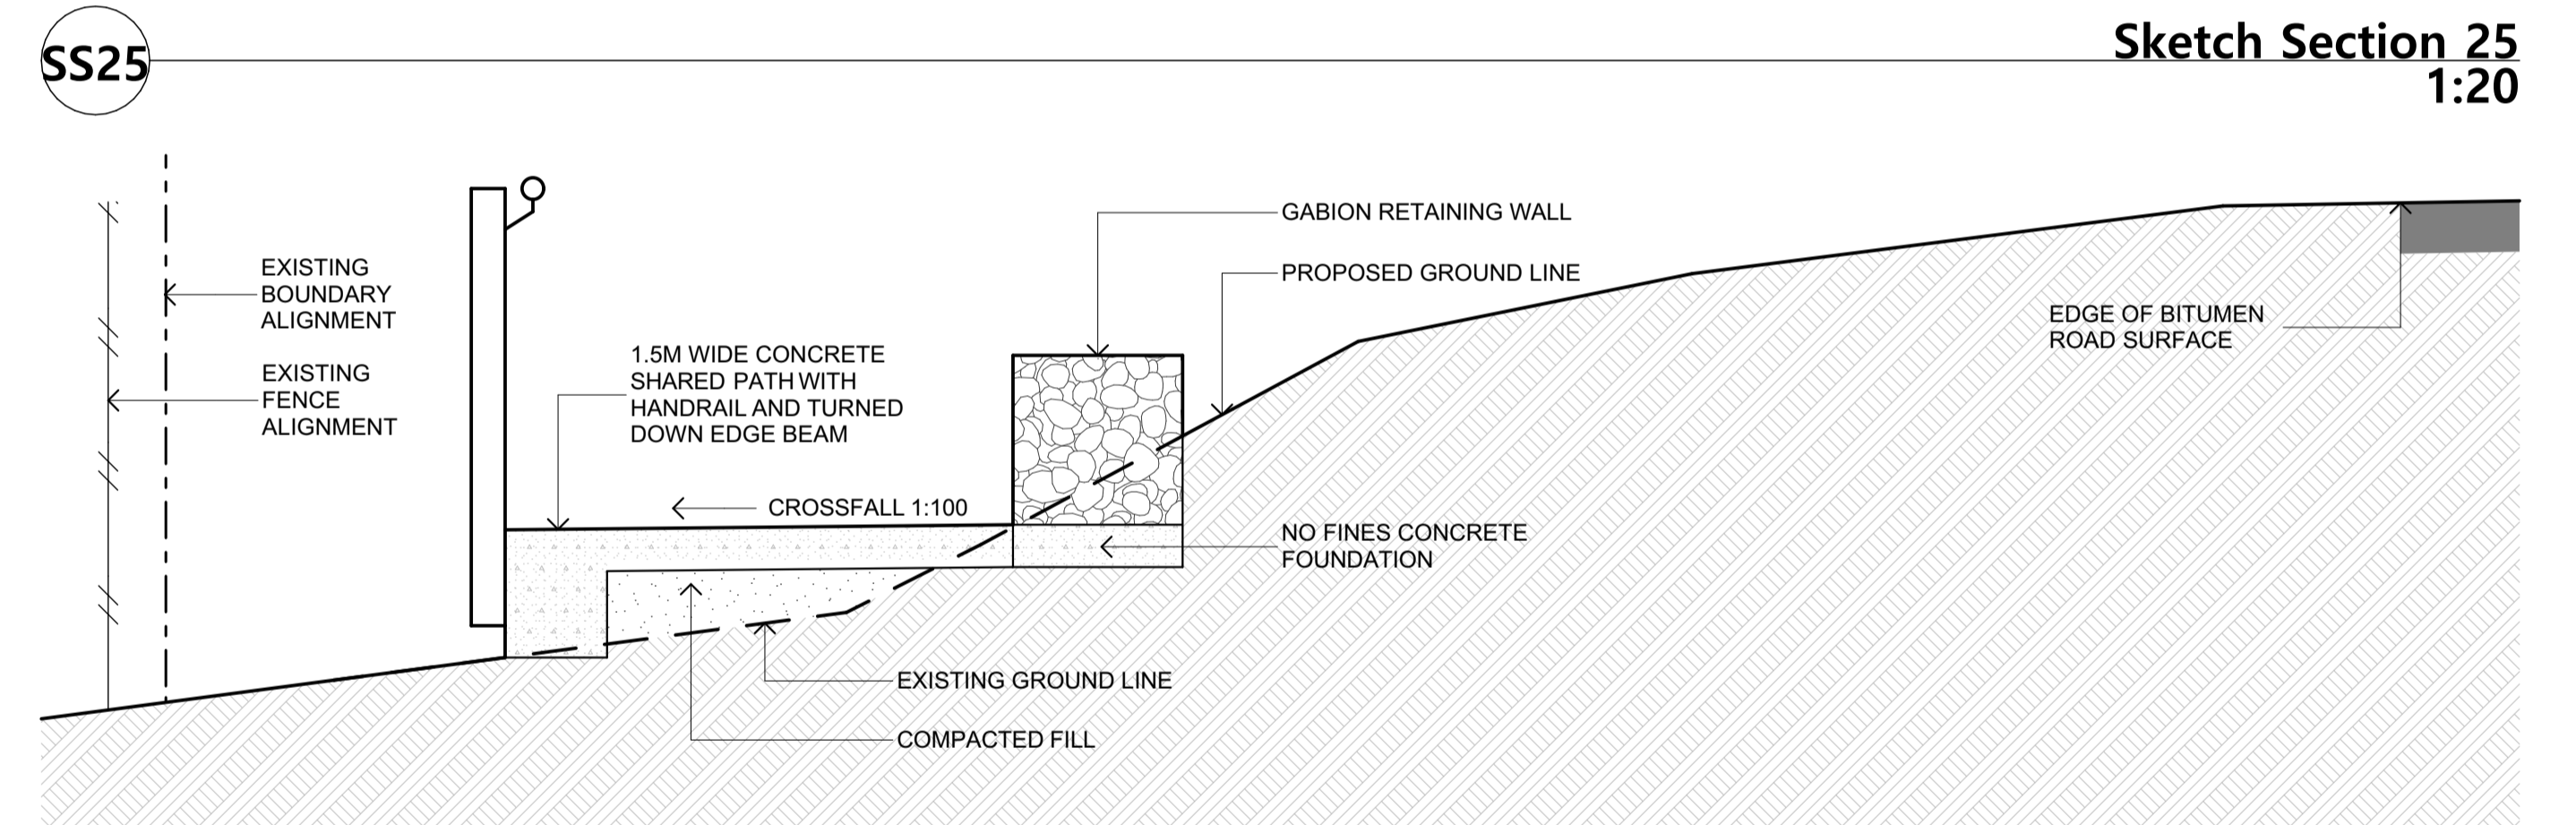 SS25
Sketch Section 25
1:20
EXISTING
BOUNDARY
ALIGNMENT
EXISTING
FENCE
ALIGNMENT
1.5M WIDE CONCRETE
SHARED PATH WITH
HANDRAIL AND TURNED
DOWN EDGE BEAM
CROSSFALL 1:100
GABION RETAINING WALL
PROPOSED GROUND LINE
NO FINES CONCRETE
FOUNDATION
EXISTING GROUND LINE
COMPACTED FILL
EDGE OF BITUMEN
ROAD SURFACE